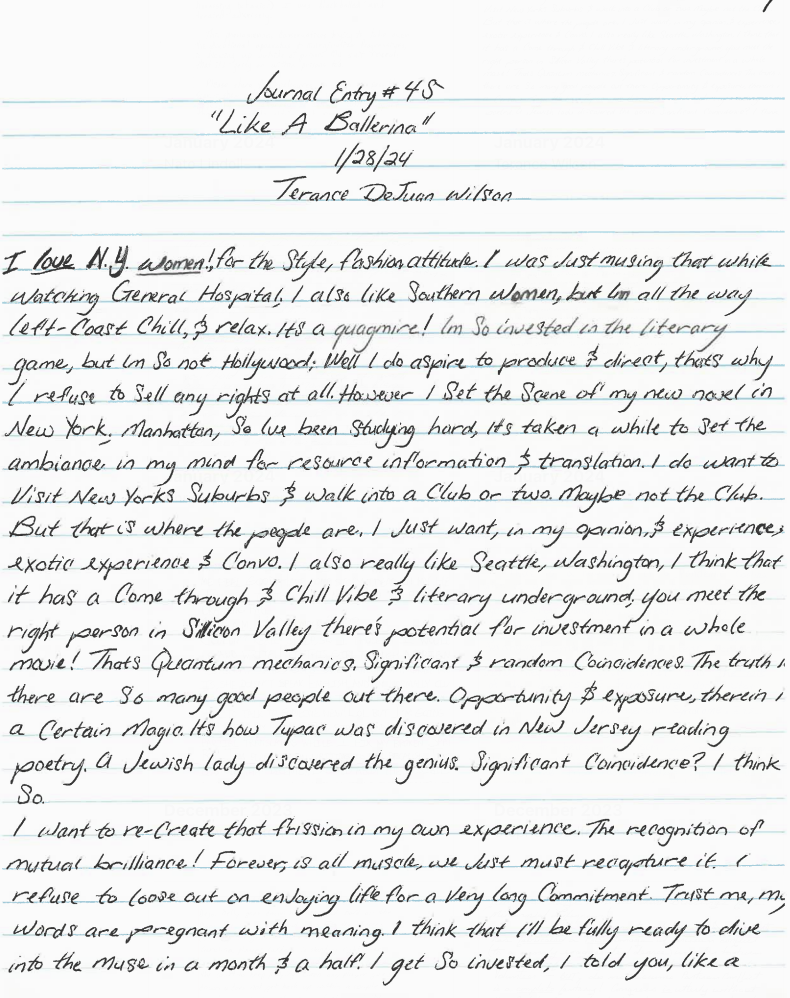 1
Journal Entry # 45
"Like A Ballerina"
1/28/24
Terance DeJuan Wilson
I love N.Y. women!, for the Style, fashion attitude. I was Just musing that while
Watching General Hospital. I also like Southern Women, but Im all the way
left-Coast Chill, & relax. Its a quagmire! Im So invested in the literary
game, but Im So not Hollywood; Well I do aspire to produce & direct, thats why
I refuse to Sell any rights at all. However I Set the Scene of my new novel in
New York. Manhattan, So Ive been Studying hard, its taken a while to Set the
ambiance in my mind for resource information & translation. I do want to
Visit New Yorks Suburbs & walk into a Club or two. Maybe not the Club.
But that is where the people are. I Just want, in my opinion, & experience,
exotic experience & Convo. I also really like Seattle, Washington, I think that
it has a Come through & Chill Vibe & literary underground, you meet the
right person in Silicon Valley there's potential for investment in a whole
movie! Thats Quantum mechanics. Significant & random Coincidences. The truth i
there are So many good people out there. Opportunity & exposure, therein i
a Certain Magic. Its how Tupac was discovered in New Jersey reading
poetry. A Jewish lady discovered the genius. Significant Coincidence? I think
So.
I want to re-Create that frission in my own experience. The recognition of
mutual brilliance! Forever, is all muscle, we Just must recapture it. I
refuse to loose out on enjoying life for a Very long Commitment. Trust me, my
Words are pregnant with meaning. I think that I'll be fully ready to dive
into the Muse in a month & a half. I get So invested, I told you, like a